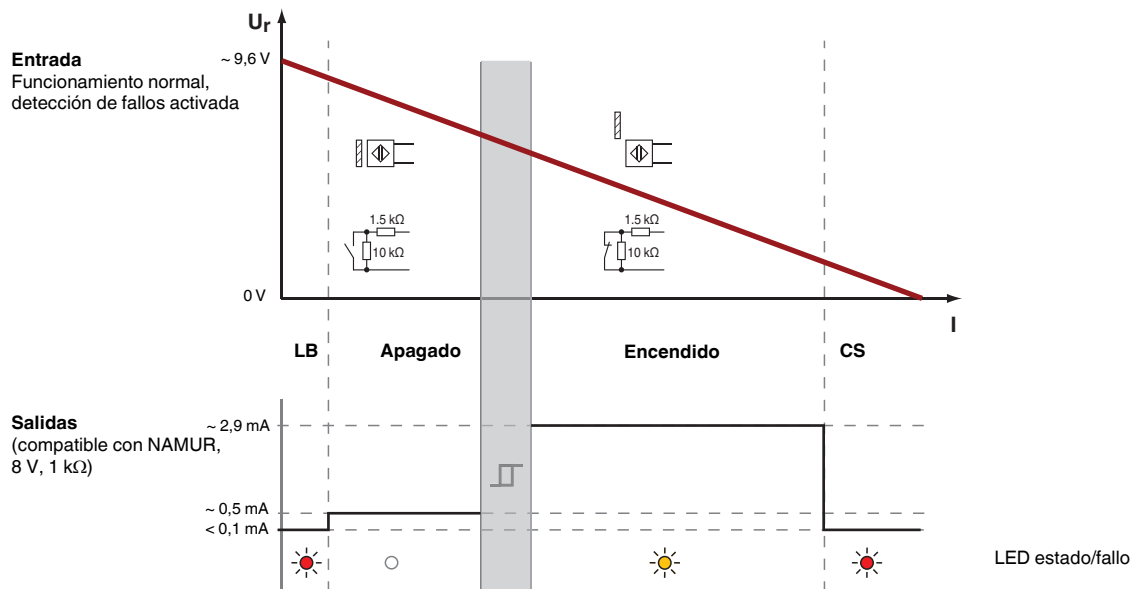 Uᵣ
Entrada
Funcionamiento normal,
detección de fallos activada
~ 9,6 V
1.5 kΩ
10 kΩ
1.5 kΩ
10 kΩ
0 V
I
LB
Apagado
Encendido
CS
Salidas
(compatible con NAMUR,
8 V, 1 kΩ)
~ 2,9 mA
~ 0,5 mA
< 0,1 mA
LED estado/fallo